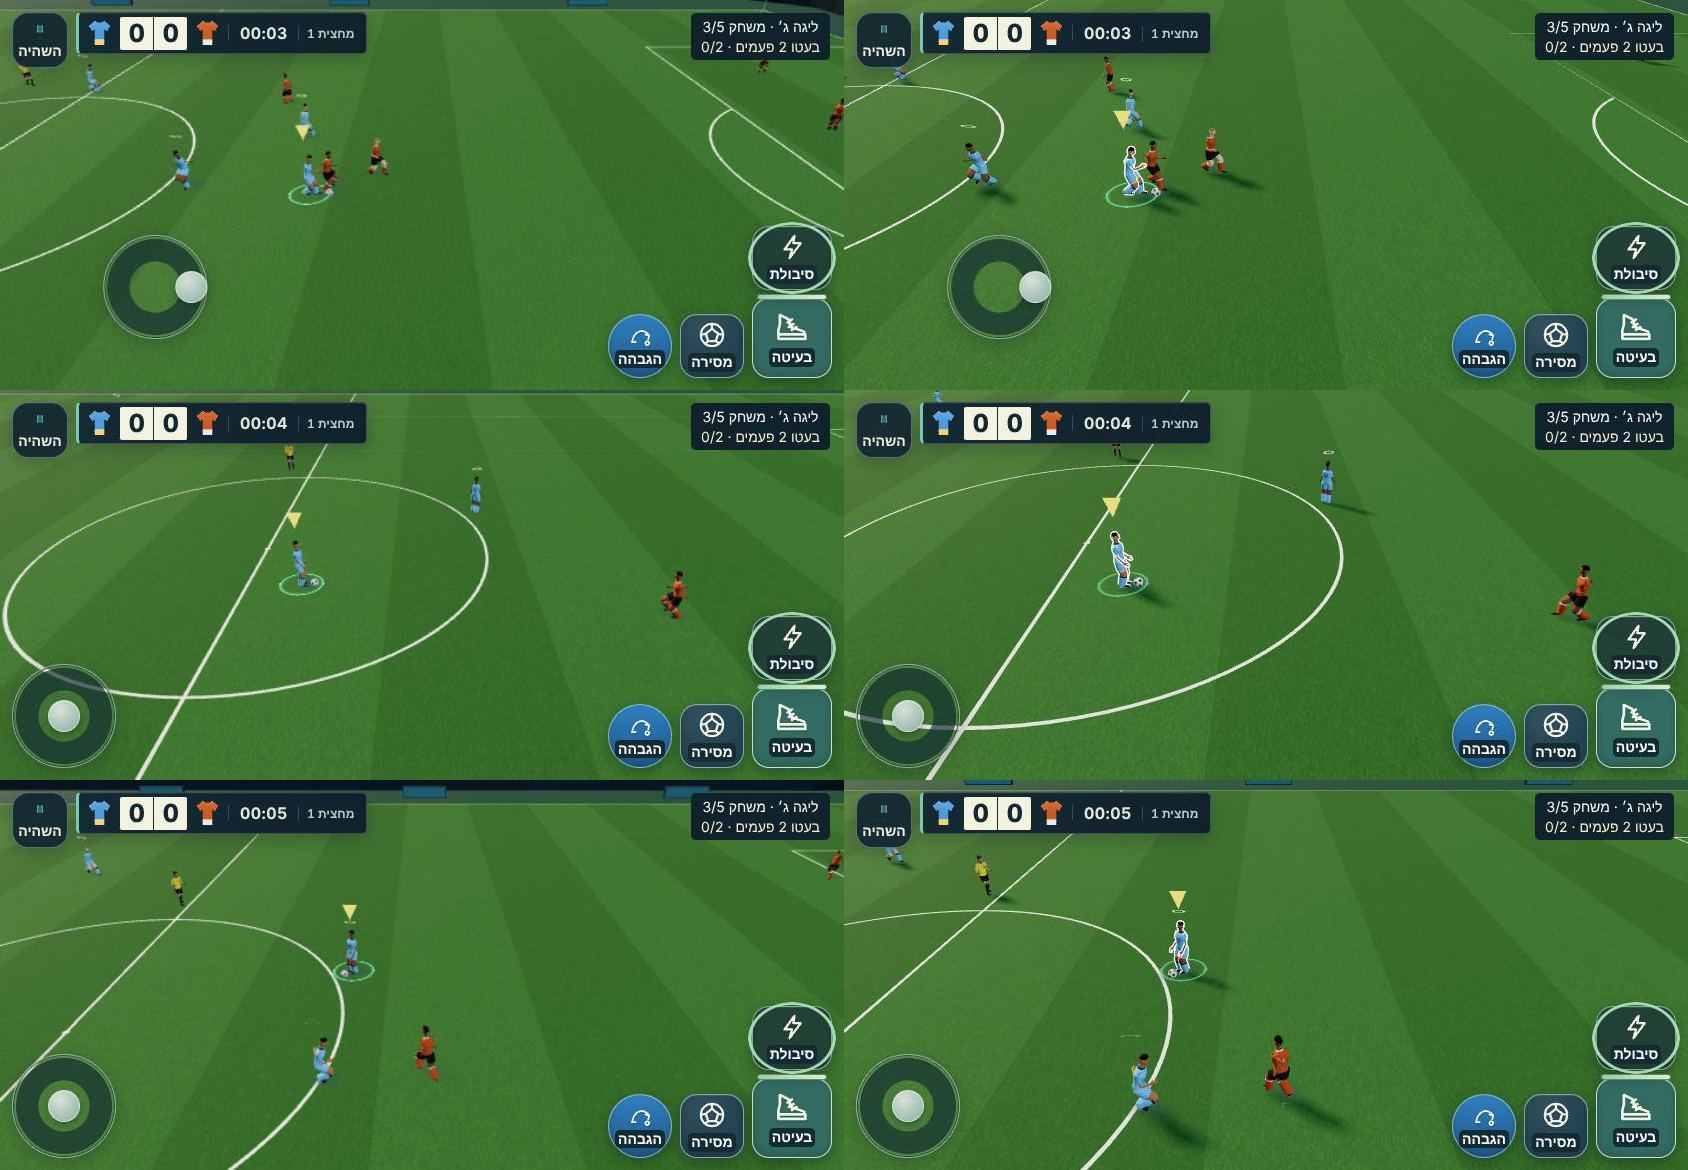 השהיה
0 0
00:03
מחצית 1
ליגה ג׳ · משחק 3/5
בעטו 2 פעמים · 0/2
סיבולת
הגבהה
מסירה
בעיטה
השהיה
0 0
00:03
מחצית 1
ליגה ג׳ · משחק 3/5
בעטו 2 פעמים · 0/2
סיבולת
הגבהה
מסירה
בעיטה
השהיה
0 0
00:04
מחצית 1
ליגה ג׳ · משחק 3/5
בעטו 2 פעמים · 0/2
סיבולת
הגבהה
מסירה
בעיטה
השהיה
0 0
00:04
מחצית 1
ליגה ג׳ · משחק 3/5
בעטו 2 פעמים · 0/2
סיבולת
הגבהה
מסירה
בעיטה
השהיה
0 0
00:05
מחצית 1
ליגה ג׳ · משחק 3/5
בעטו 2 פעמים · 0/2
סיבולת
הגבהה
מסירה
בעיטה
השהיה
0 0
00:05
מחצית 1
ליגה ג׳ · משחק 3/5
בעטו 2 פעמים · 0/2
סיבולת
הגבהה
מסירה
בעיטה